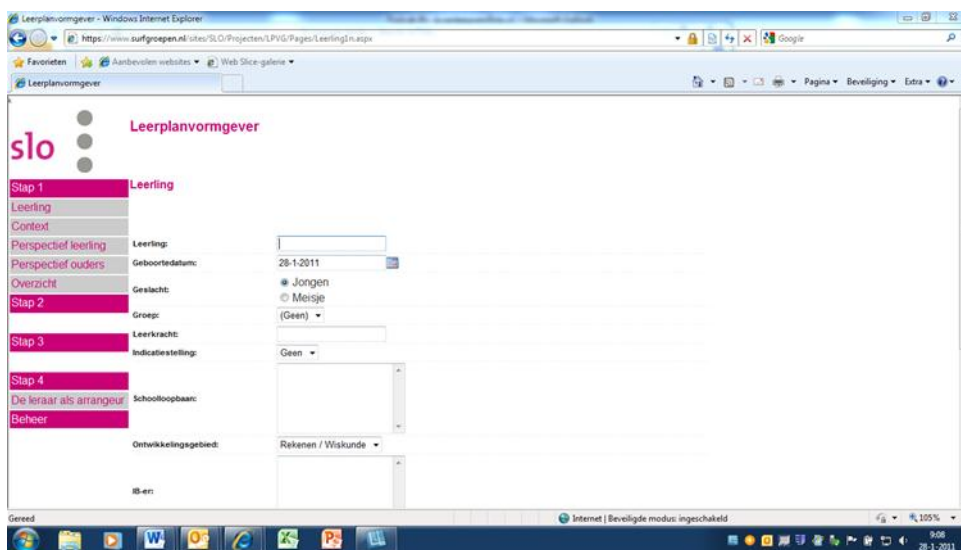 Leerplanvormgever - Windows Internet Explorer
https://www.surfgroepen.nl/sites/SLO/Projecten/LPVG/Pages/LeerlingIn.aspx
Google
Favorieten Aanbevolen websites Web Slice-galerie
Leerplanvormgever
Pagina Beveiliging Extra
slo
Leerplanvormgever
Stap 1
Leerling
Context
Perspectief leerling
Perspectief ouders
Overzicht
Stap 2
Stap 3
Stap 4
De leraar als arrangeur
Beheer
Leerling
Leerling:
Geboortedatum: 28-1-2011
Geslacht:
Jongen
Meisje
Groep: (Geen)
Leerkracht:
Indicatiestelling: Geen
Schoolloopbaan:
Ontwikkelingsgebied: Rekenen / Wiskunde
IB-er:
Gereed Internet | Beveiligde modus: ingeschakeld 105%
9:08
28-1-2011